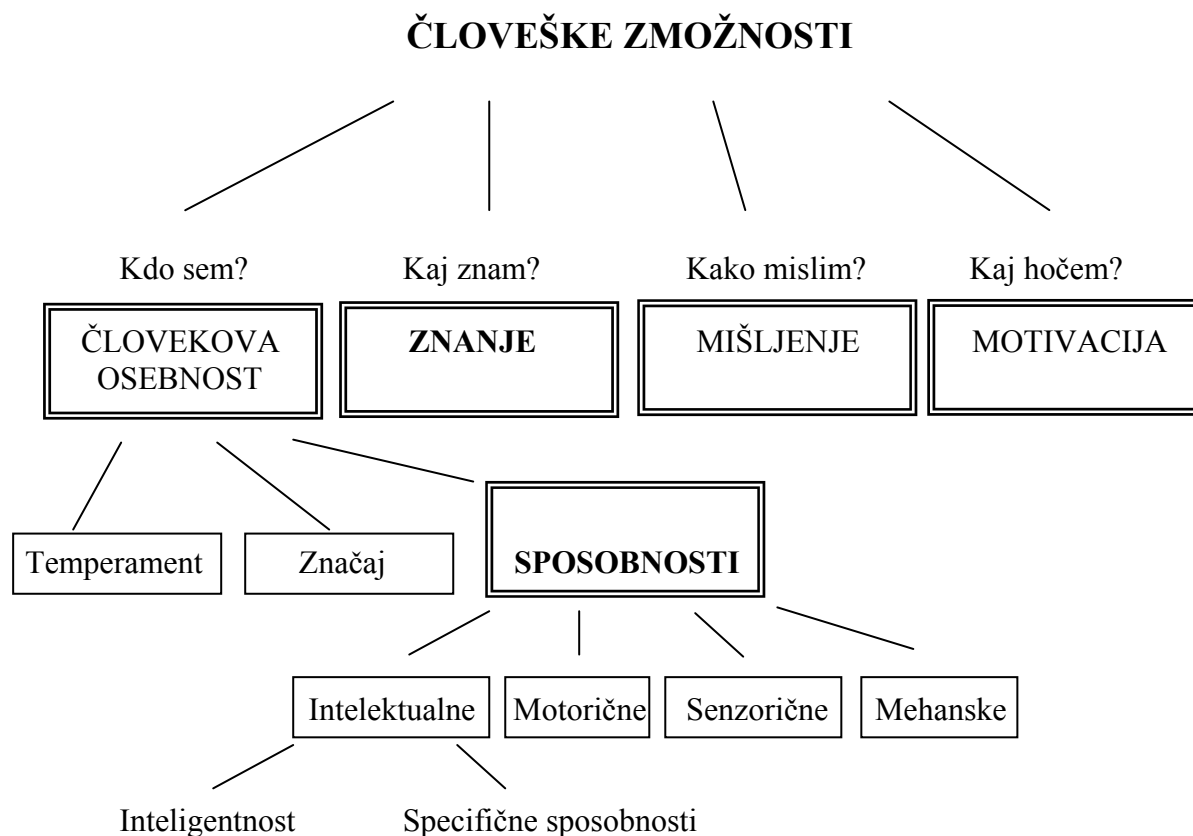 ČLOVEŠKE ZMOŽNOSTI
Kdo sem?
Kaj znam?
Kako mislim?
Kaj hočem?
ČLOVEKOVA
OSEBNOST
ZNANJE
MIŠLJENJE
MOTIVACIJA
Temperament
Značaj
SPOSOBNOSTI
Intelektualne
Motorične
Senzorične
Mehanske
Inteligentnost
Specifične sposobnosti